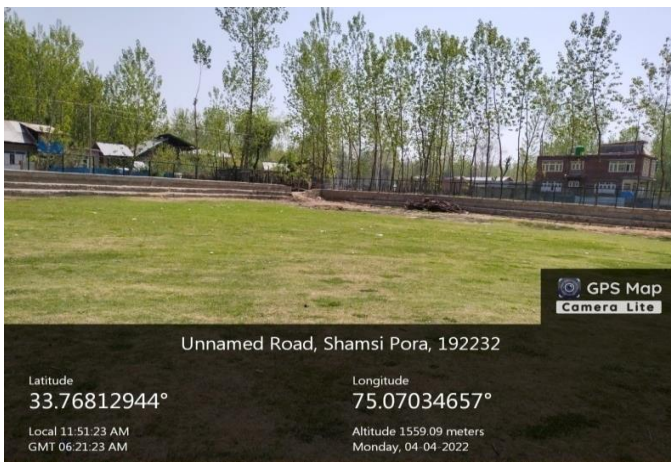 GPS Map
Camera Lite
Unnamed Road, Shamsi Pora, 192232
Latitude
33.76812944°
Longitude
75.07034657°
Local 11:51:23 AM
GMT 06:21:23 AM
Altitude 1559.09 meters
Monday, 04-04-2022